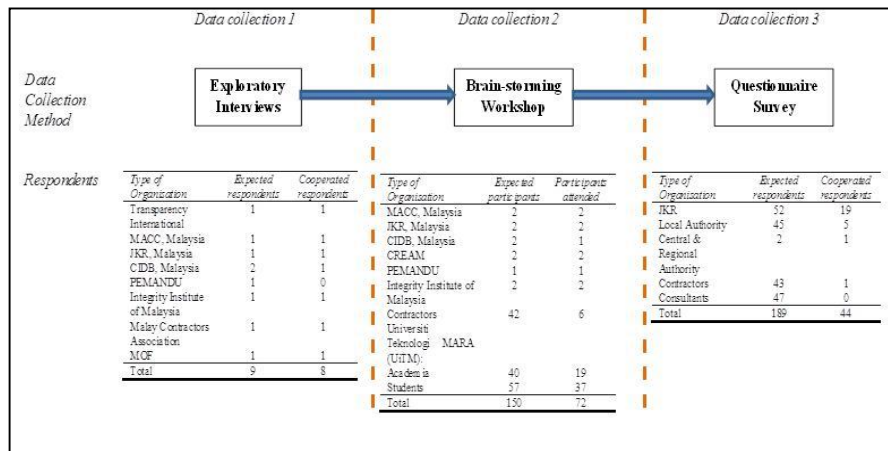 Data collection 1 Data collection 2 Data collection 3
Data
Collection
Method
Exploratory
Interviews
Brain-storming
Workshop
Questionnaire
Survey
Respondents
Type of Expected Cooperated
Organisation respondents respondents
Transparency 1 1
International
MACC, Malaysia 1 1
JKR, Malaysia 1 1
CIDB, Malaysia 2 1
PEMANDU 1 0
Integrity Institute 1 1
of Malaysia
Malay Contractors 1 1
Association
MOF 1 1
Total 9 8
Type of Expected Participants
Organisation participants attended
MACC, Malaysia 2 2
JKR, Malaysia 2 2
CIDB, Malaysia 2 1
CREAM 2 2
PEMANDU 1 1
Integrity Institute of 2 2
Malaysia
Contractors 42 6
Universiti
Teknologi MARA
(UiTM):
Academia 40 19
Students 57 37
Total 150 72
Type of Expected Cooperated
Organisation respondents respondents
JKR 52 19
Local Authority 45 5
Central & 2 1
Regional
Authority
Contractors 43 1
Consultants 47 0
Total 189 44